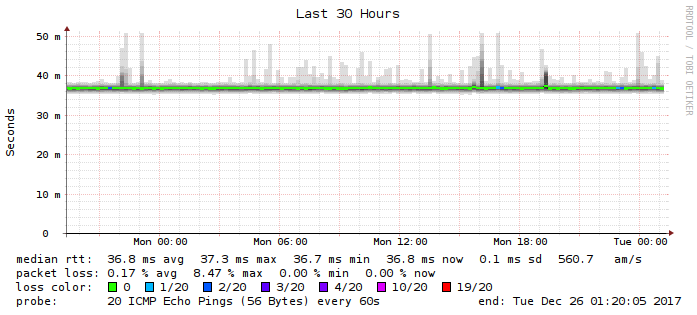 Last 30 Hours
RRDTOOL / TOBI OETIKER
Seconds
50 m
40 m
30 m
20 m
10 m
0
Mon 00:00 Mon 06:00 Mon 12:00 Mon 18:00 Tue 00:00
median rtt: 36.8 ms avg 37.3 ms max 36.7 ms min 36.8 ms now 0.1 ms sd 560.7 am/s
packet loss: 0.17 % avg 8.47 % max 0.00 % min 0.00 % now
loss color: 0 1/20 2/20 3/20 4/20 10/20 19/20
probe: 20 ICMP Echo Pings (56 Bytes) every 60s end: Tue Dec 26 01:20:05 2017